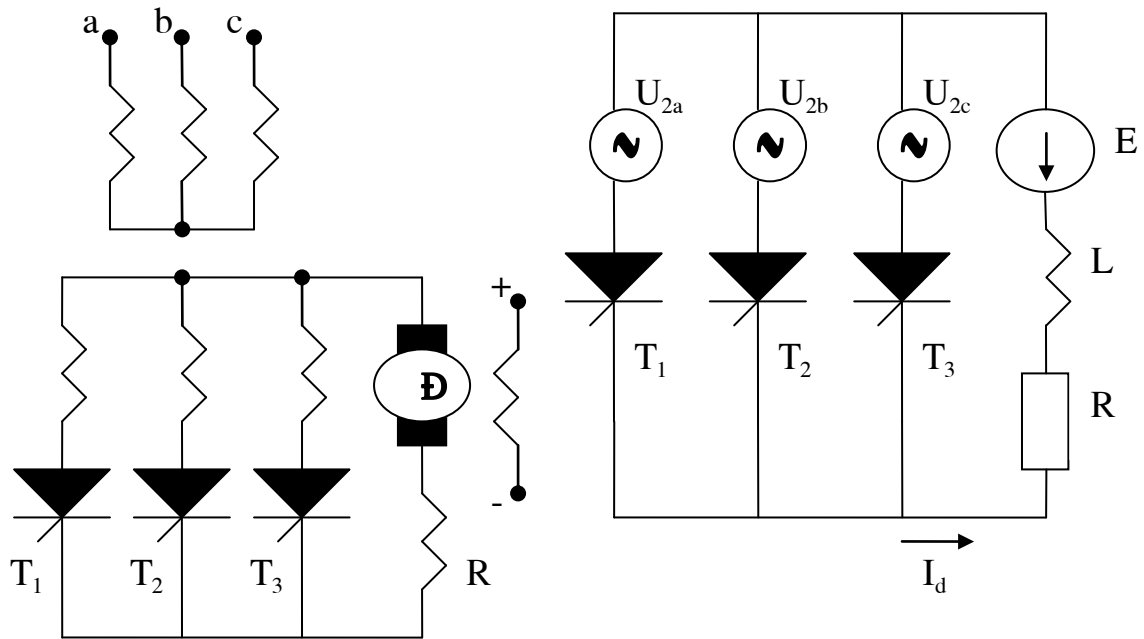 a b c
U2a U2b U2c
E
L
+
Đ
T1 T2 T3
R
-
T1 T2 T3 R
Id